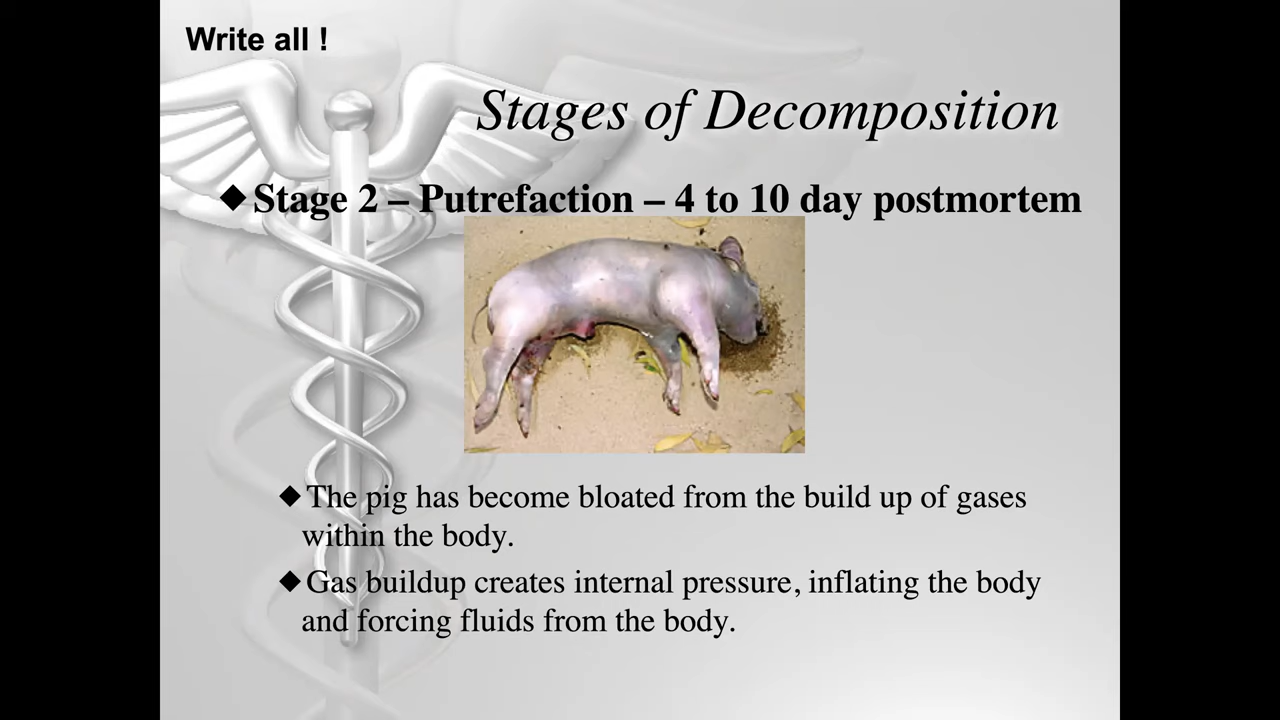 Write all !
Stages of Decomposition
◆Stage 2 – Putrefaction – 4 to 10 day postmortem
◆The pig has become bloated from the build up of gases
within the body.
◆Gas buildup creates internal pressure, inflating the body
and forcing fluids from the body.